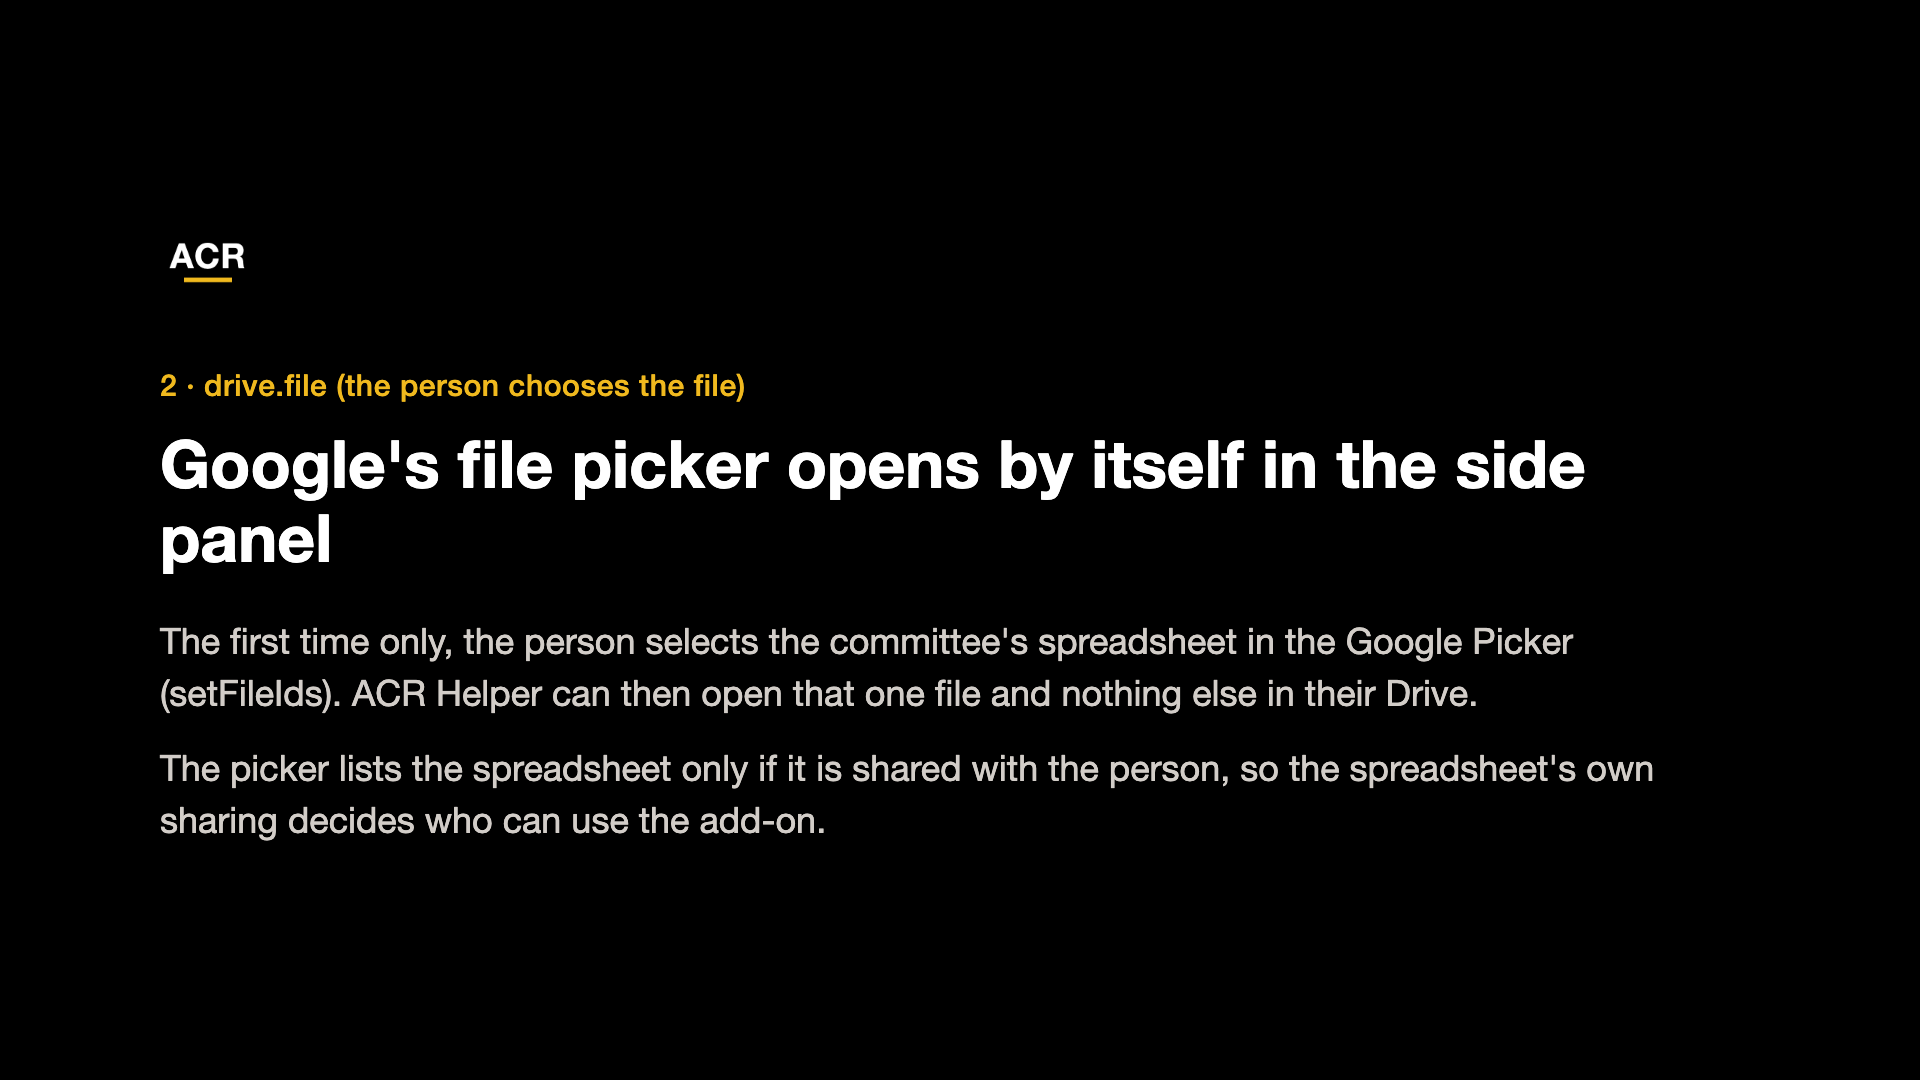 ACR
2 · drive.file (the person chooses the file)
Google's file picker opens by itself in the side
panel
The first time only, the person selects the committee's spreadsheet in the Google Picker
(setFileIds). ACR Helper can then open that one file and nothing else in their Drive.
The picker lists the spreadsheet only if it is shared with the person, so the spreadsheet's own
sharing decides who can use the add-on.